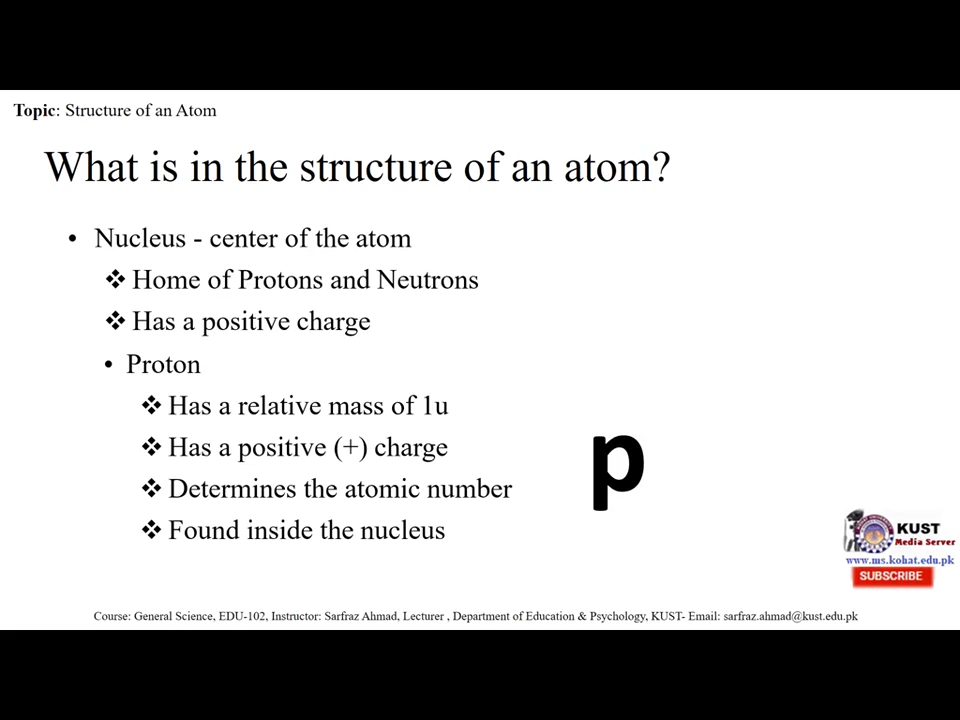 Topic: Structure of an Atom
What is in the structure of an atom?
• Nucleus - center of the atom
❖ Home of Protons and Neutrons
❖ Has a positive charge
• Proton
❖ Has a relative mass of 1u
❖ Has a positive (+) charge
❖ Determines the atomic number
❖ Found inside the nucleus
p
KUST
Media Server
www.ms.kohat.edu.pk
SUBSCRIBE
Course: General Science, EDU-102, Instructor: Sarfraz Ahmad, Lecturer , Department of Education & Psychology, KUST- Email: sarfraz.ahmad@kust.edu.pk